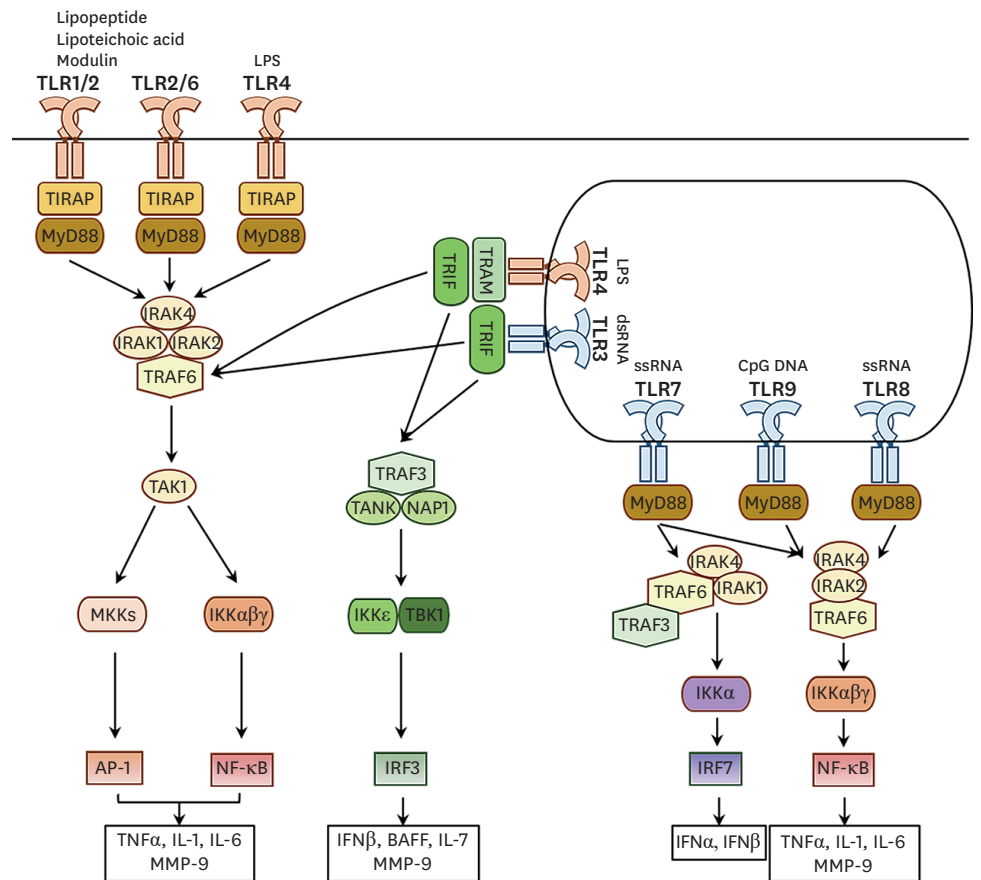 Lipopeptide
Lipoteichoic acid
Modulin
TLR1/2
TLR2/6
LPS
TLR4
TIRAP
TIRAP
TIRAP
MyD88
MyD88
MyD88
IRAK4
IRAK1
IRAK2
TRAF6
TAK1
MKKs
IKKαβγ
AP-1
NF-κB
TNFα, IL-1, IL-6
MMP-9
TRIF
TRAM
TLR4
LPS
TRIF
TLR3
dsRNA
TRAF3
TANK
NAP1
IKKε
TBK1
IRF3
IFNβ, BAFF, IL-7
MMP-9
ssRNA
TLR7
CpG DNA
TLR9
ssRNA
TLR8
MyD88
MyD88
MyD88
IRAK4
IRAK1
TRAF6
TRAF3
IKKα
IRF7
IFNα, IFNβ
IRAK4
IRAK2
TRAF6
IKKαβγ
NF-κB
TNFα, IL-1, IL-6
MMP-9